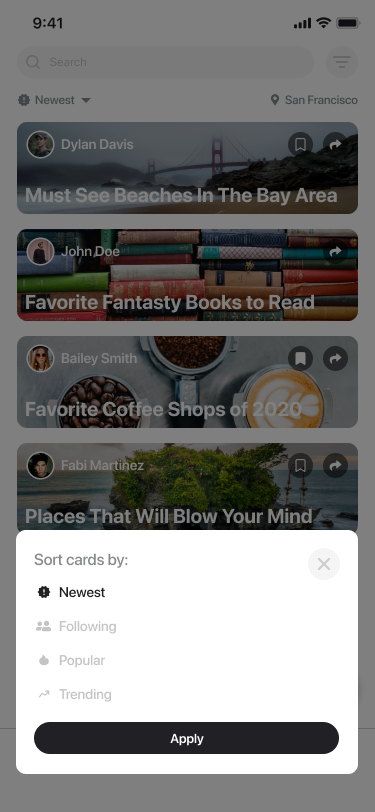 9:41
Search
Newest
San Francisco
Dylan Davis
Must See Beaches In The Bay Area
John Doe
Favorite Fantasty Books to Read
Bailey Smith
Favorite Coffee Shops of 2020
Fabi Martinez
Places That Will Blow Your Mind
Sort cards by:
Newest
Following
Popular
Trending
Apply